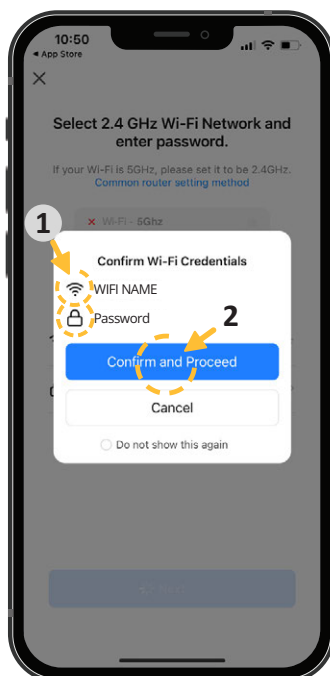 10:50
App Store
Select 2.4 GHz Wi-Fi Network and
enter password.
If your Wi-Fi is 5GHz, please set it to be 2.4GHz.
Common router setting method
Wi-Fi - 5Ghz
1
Confirm Wi-Fi Credentials
WIFI NAME
Password
2
Confirm and Proceed
Cancel
Do not show this again